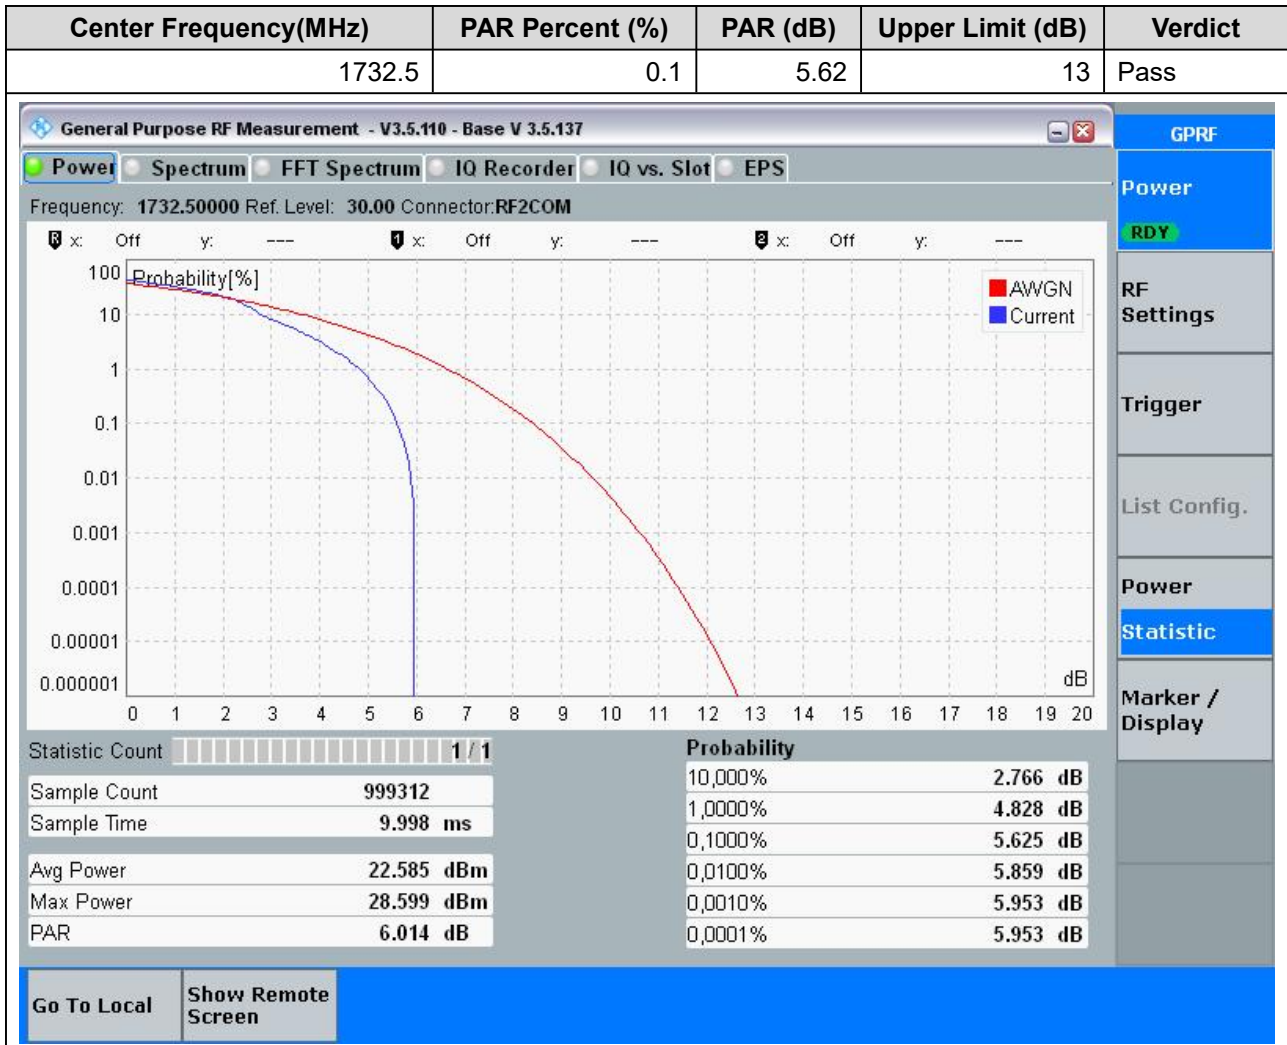 Center Frequency(MHz) PAR Percent (%) PAR (dB) Upper Limit (dB) Verdict
1732.5 0.1 5.62 13 Pass
General Purpose RF Measurement - V3.5.110 - Base V 3.5.137
GPRF
Power Spectrum FFT Spectrum IQ Recorder IQ vs. Slot EPS
Power
RDY
Frequency: 1732.50000 Ref. Level: 30.00 Connector:RF2COM
R x: Off y: --- 1 x: Off y: --- 2 x: Off y: ---
Probability[%]
AWGN
Current
100
10
1
0.1
0.01
0.001
0.0001
0.00001
0.000001
dB
0 1 2 3 4 5 6 7 8 9 10 11 12 13 14 15 16 17 18 19 20
RF
Settings
Trigger
List Config.
Power
Statistic
Marker /
Display
Statistic Count 1 / 1
Sample Count 999312
Sample Time 9.998 ms
Avg Power 22.585 dBm
Max Power 28.599 dBm
PAR 6.014 dB
Probability
10,000% 2.766 dB
1,0000% 4.828 dB
0,1000% 5.625 dB
0,0100% 5.859 dB
0,0010% 5.953 dB
0,0001% 5.953 dB
Go To Local
Show Remote
Screen